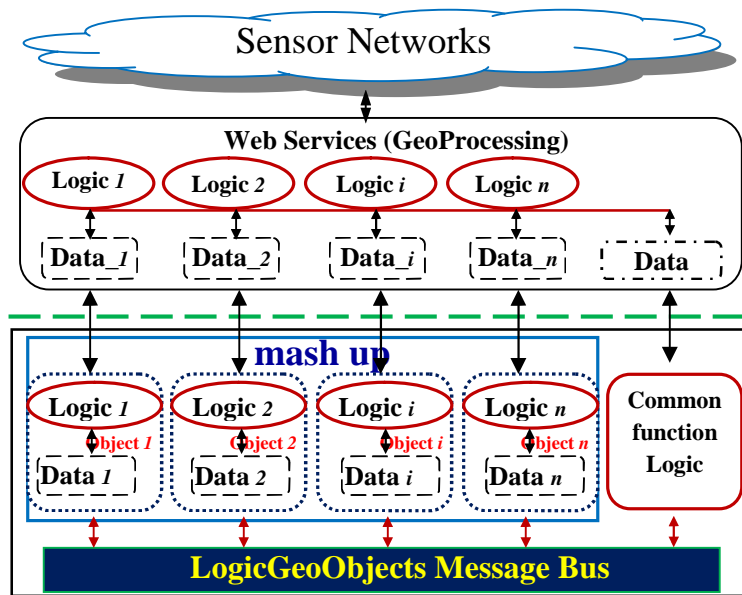 Sensor Networks
Web Services (GeoProcessing)
Logic 1 Logic 2 Logic i Logic n
Data_1 Data_2 Data_i Data_n Data
mash up
Logic 1 Logic 2 Logic i Logic n
Common
function
Logic
Object 1 Object 2 Object i Object n
Data 1 Data 2 Data i Data n
LogicGeoObjects Message Bus